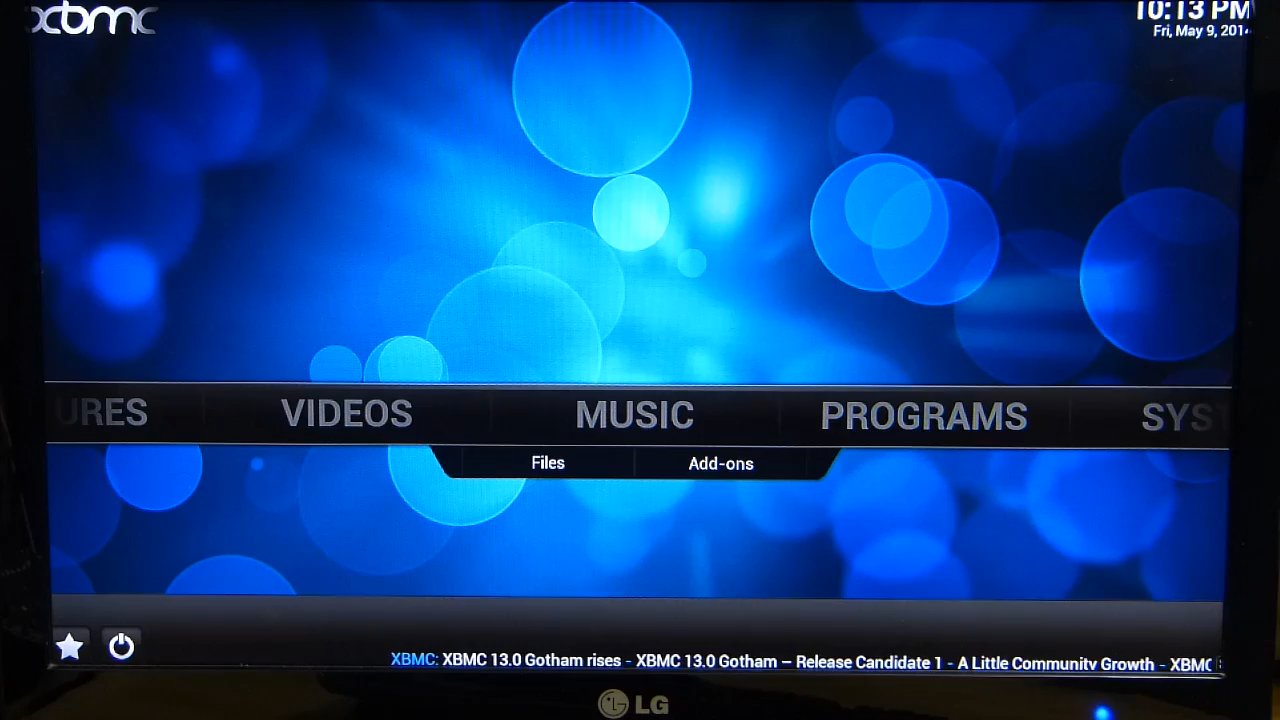 xbmc
10:13 PM
Fri, May 9, 2014
URES VIDEOS MUSIC PROGRAMS SYST
Files Add-ons
XBMC: XBMC 13.0 Gotham rises - XBMC 13.0 Gotham – Release Candidate 1 - A Little Community Growth - XBMC
LG